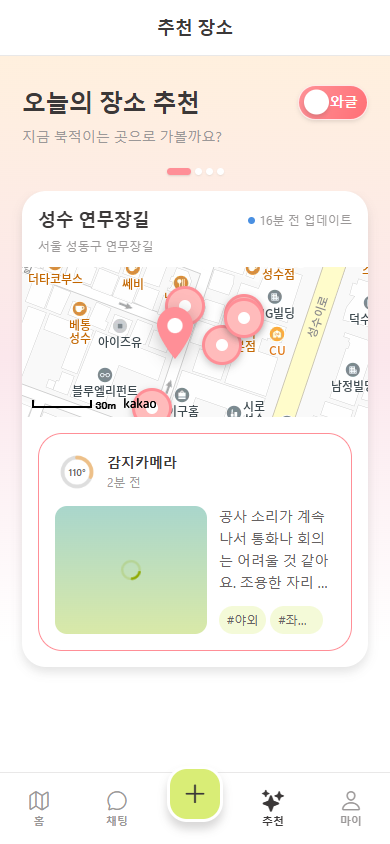 추천 장소
오늘의 장소 추천
와글
지금 북적이는 곳으로 가볼까요?
성수 연무장길
16분 전 업데이트
서울 성동구 연무장길
더타코부스
쎄비
성수점
G빌딩
베통
성수
아이즈유
CU
성수이로
블루엘리펀트
남정빌딩
30m
kakao
이구홈
시로
110°
감지카메라
2분 전
공사 소리가 계속
나서 통화나 회의
는 어려울 것 같아
요. 조용한 자리 ...
#야외
#좌...
홈
채팅
추천
마이